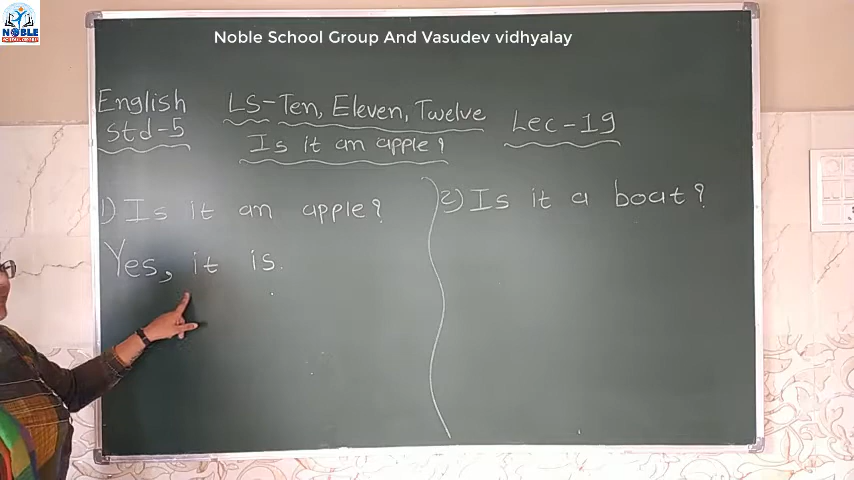 NOBLE
Noble School Group And Vasudev vidhyalay
English
Std-5
LS-Ten, Eleven, Twelve
Is it an apple?
Lec-19
1) Is it an apple?
Yes, it is.
2) Is it a boat?